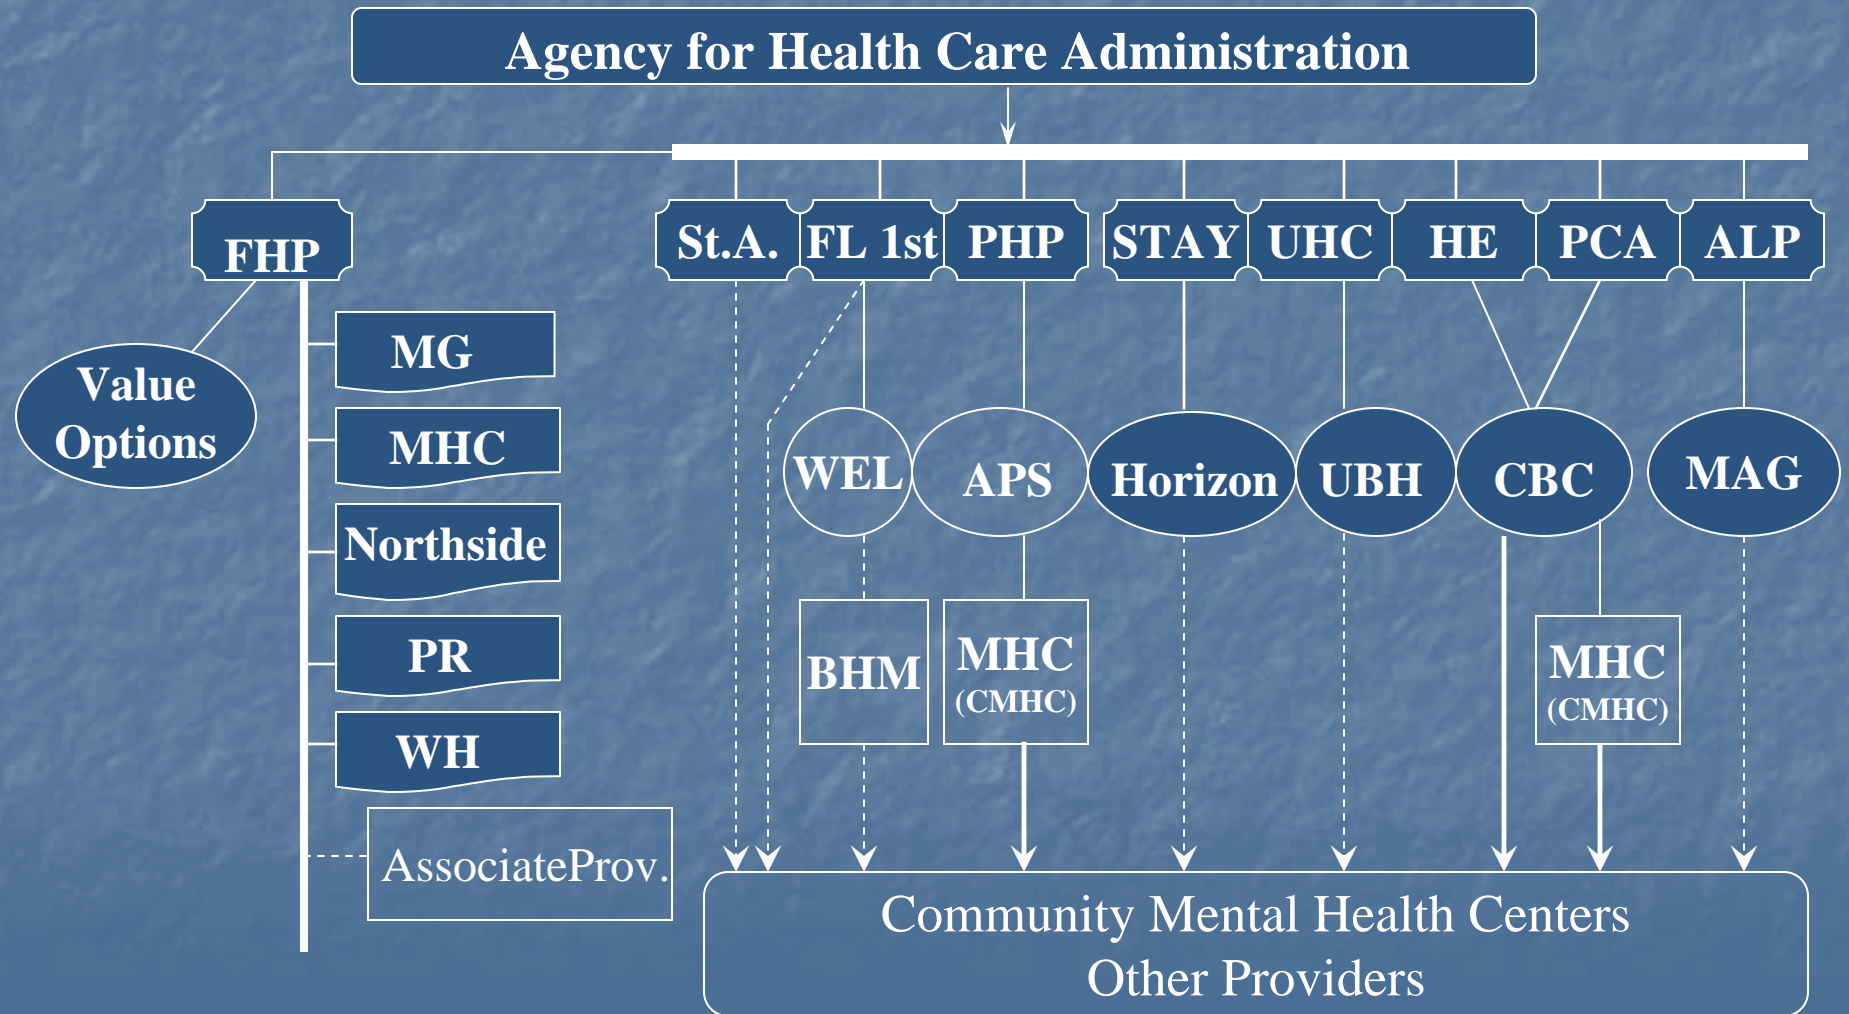 Agency for Health Care Administration
FHP
St.A.
FL 1st
PHP
STAY
UHC
HE
PCA
ALP
Value
Options
MG
MHC
Northside
PR
WH
AssociateProv.
WEL
APS
Horizon
UBH
CBC
MAG
BHM
MHC
(CMHC)
MHC
(CMHC)
Community Mental Health Centers
Other Providers